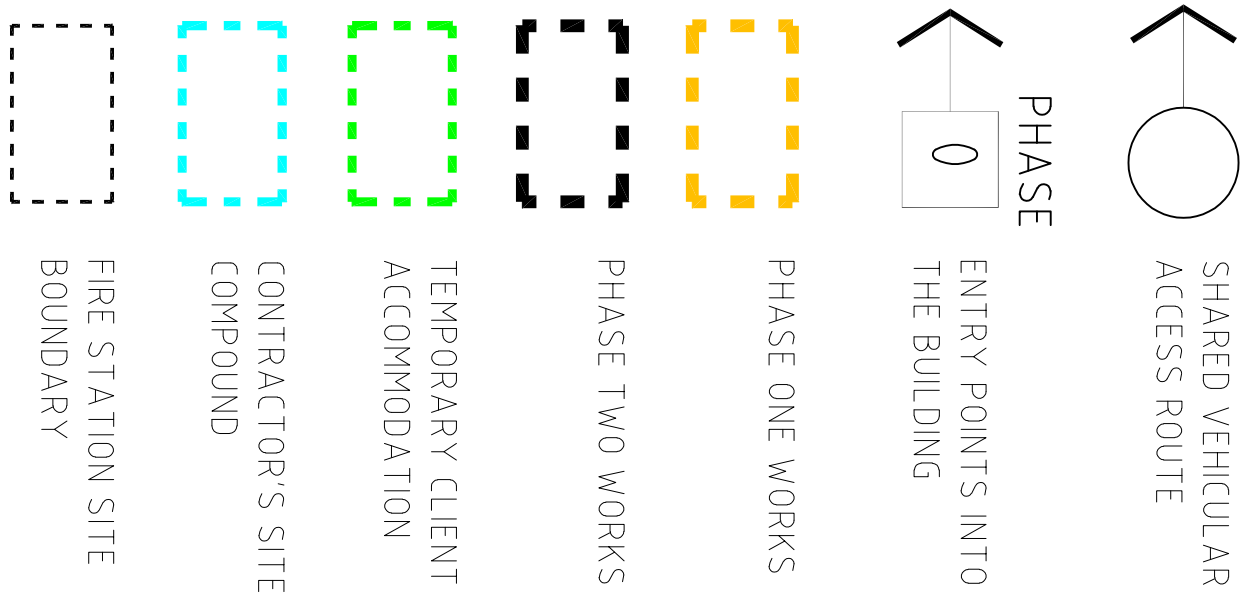 SHARED VEHICULAR
ACCESS ROUTE
PHASE
0
ENTRY POINTS INTO
THE BUILDING
PHASE ONE WORKS
PHASE TWO WORKS
TEMPORARY CLIENT
ACCOMMODATION
CONTRACTOR'S SITE
COMPOUND
FIRE STATION SITE
BOUNDARY